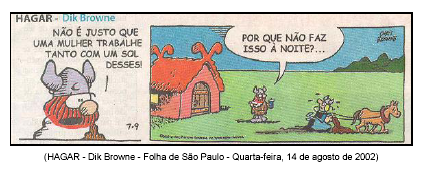 HAGAR - Dik Browne
NÃO É JUSTO QUE
UMA MULHER TRABALHE
TANTO COM UM SOL
DESSES!
7-9
POR QUE NÃO FAZ
ISSO À NOITE?...
(HAGAR - Dik Browne - Folha de São Paulo - Quarta-feira, 14 de agosto de 2002)